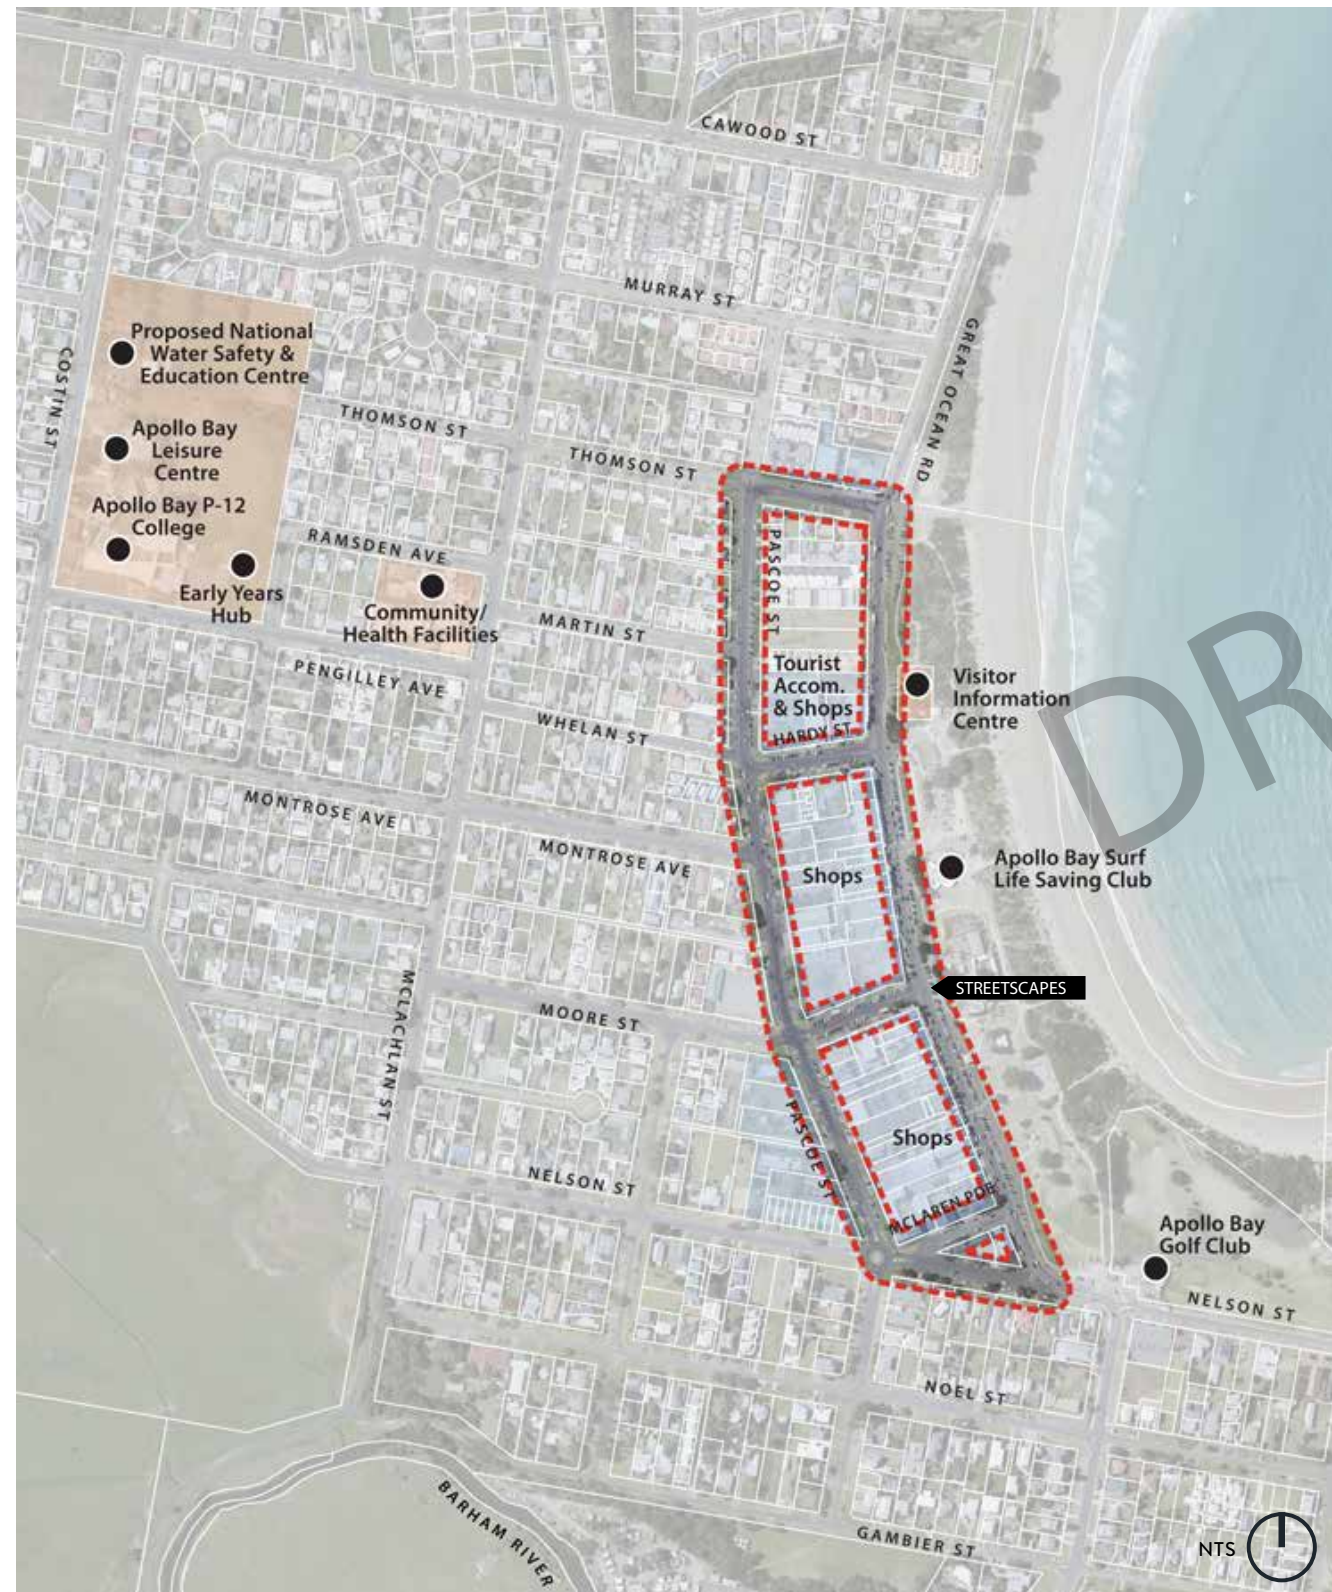 CAWOOD ST
MURRAY ST
GREAT OCEAN RD
Proposed National
Water Safety &
Education Centre
COSTIN ST
Apollo Bay
Leisure
Centre
THOMSON ST
THOMSON ST
Apollo Bay P-12
College
Early Years
Hub
RAMSDEN AVE
Community/
Health Facilities
PASCOE ST
MARTIN ST
PENGILLEY AVE
Tourist
Accom.
& Shops
HARDY ST
Visitor
Information
Centre
DR
WHELAN ST
MONTROSE AVE
MONTROSE AVE
Shops
Apollo Bay Surf
Life Saving Club
STREETSCAPES
MCLACHLAN ST
MOORE ST
PASCOE ST
Shops
NELSON ST
MCLAREN PDE
Apollo Bay
Golf Club
NELSON ST
NOEL ST
BARHAM RIVER
GAMBIER ST
NTS